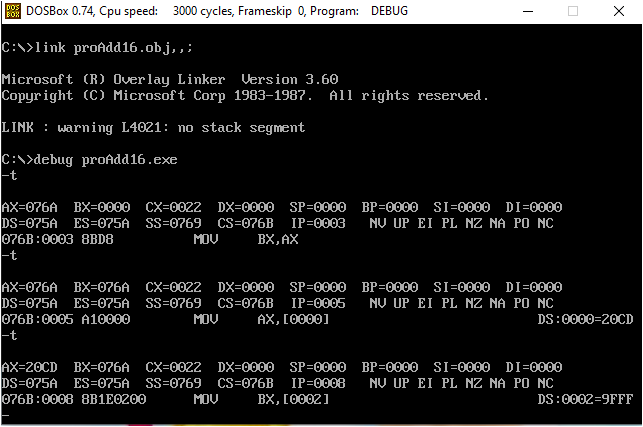 DOSBox 0.74, Cpu speed: 3000 cycles, Frameskip 0, Program: DEBUG
C:\>link proAdd16.obj,,;
Microsoft (R) Overlay Linker Version 3.60
Copyright (C) Microsoft Corp 1983-1987. All rights reserved.
LINK : warning L4021: no stack segment
C:\>debug proAdd16.exe
-t
AX=076A BX=0000 CX=0022 DX=0000 SP=0000 BP=0000 SI=0000 DI=0000
DS=075A ES=075A SS=0769 CS=076B IP=0003 NV UP EI PL NZ NA PO NC
076B:0003 8BD8 MOV BX,AX
-t
AX=076A BX=076A CX=0022 DX=0000 SP=0000 BP=0000 SI=0000 DI=0000
DS=075A ES=075A SS=0769 CS=076B IP=0005 NV UP EI PL NZ NA PO NC
076B:0005 A10000 MOV AX,[0000] DS:0000=20CD
-t
AX=20CD BX=076A CX=0022 DX=0000 SP=0000 BP=0000 SI=0000 DI=0000
DS=075A ES=075A SS=0769 CS=076B IP=0008 NV UP EI PL NZ NA PO NC
076B:0008 8B1E0200 MOV BX,[0002] DS:0002=9FFF
-